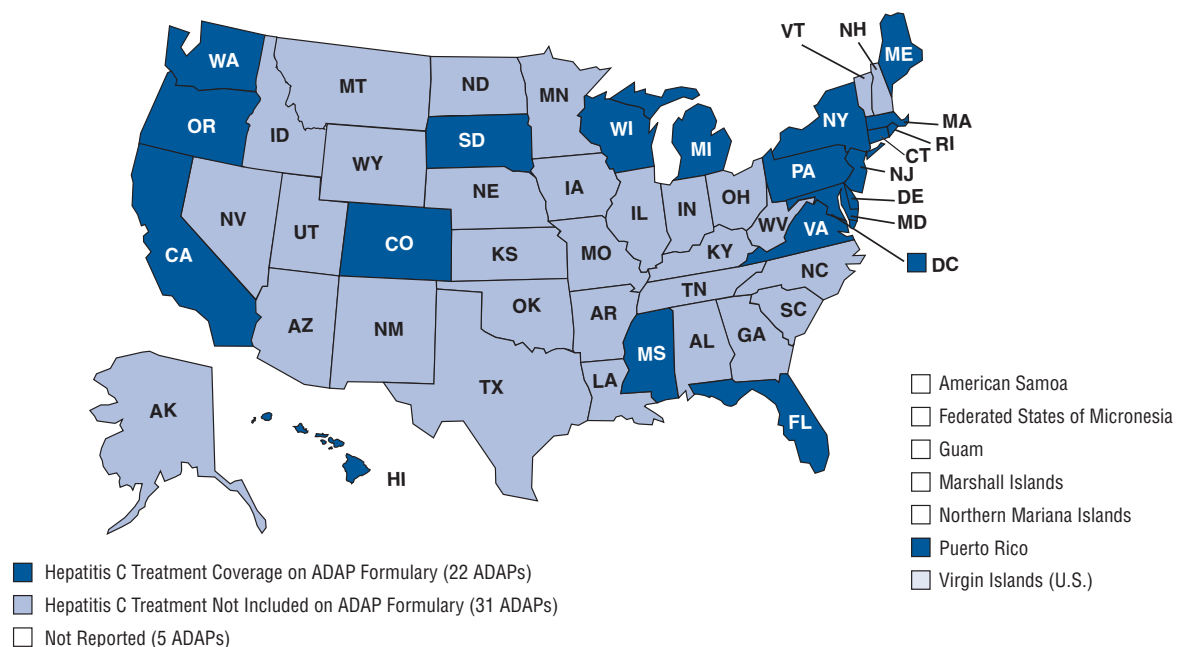 VT
NH
ME
WA
MT
ND
MN
OR
ID
SD
WI
MI
NY
MA
RI
CT
NJ
WY
PA
DE
NE
IA
MD
NV
UT
CO
IL
IN
OH
WV
VA
DC
CA
KS
MO
KY
NC
AZ
NM
OK
AR
TN
SC
MS
AL
GA
TX
LA
FL
AK
HI
American Samoa
Federated States of Micronesia
Guam
Marshall Islands
Northern Mariana Islands
Puerto Rico
Virgin Islands (U.S.)
Hepatitis C Treatment Coverage on ADAP Formulary (22 ADAPs)
Hepatitis C Treatment Not Included on ADAP Formulary (31 ADAPs)
Not Reported (5 ADAPs)